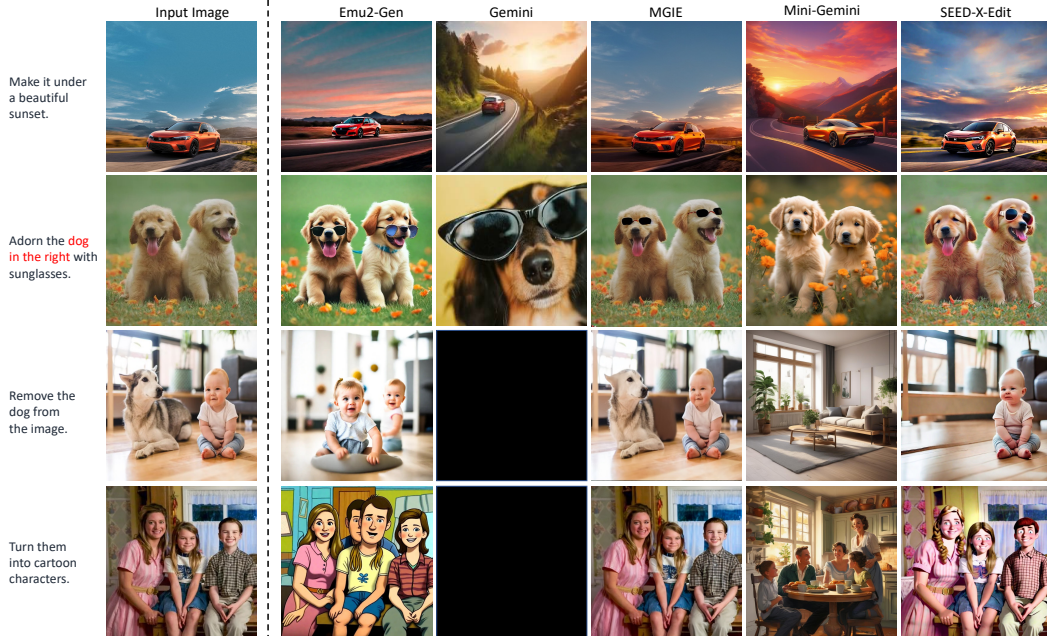 Input Image
Emu2-Gen
Gemini
MGIE
Mini-Gemini
SEED-X-Edit
Make it under
a beautiful
sunset.
Adorn the dog
in the right with
sunglasses.
Remove the
dog from
the image.
Turn them
into cartoon
characters.